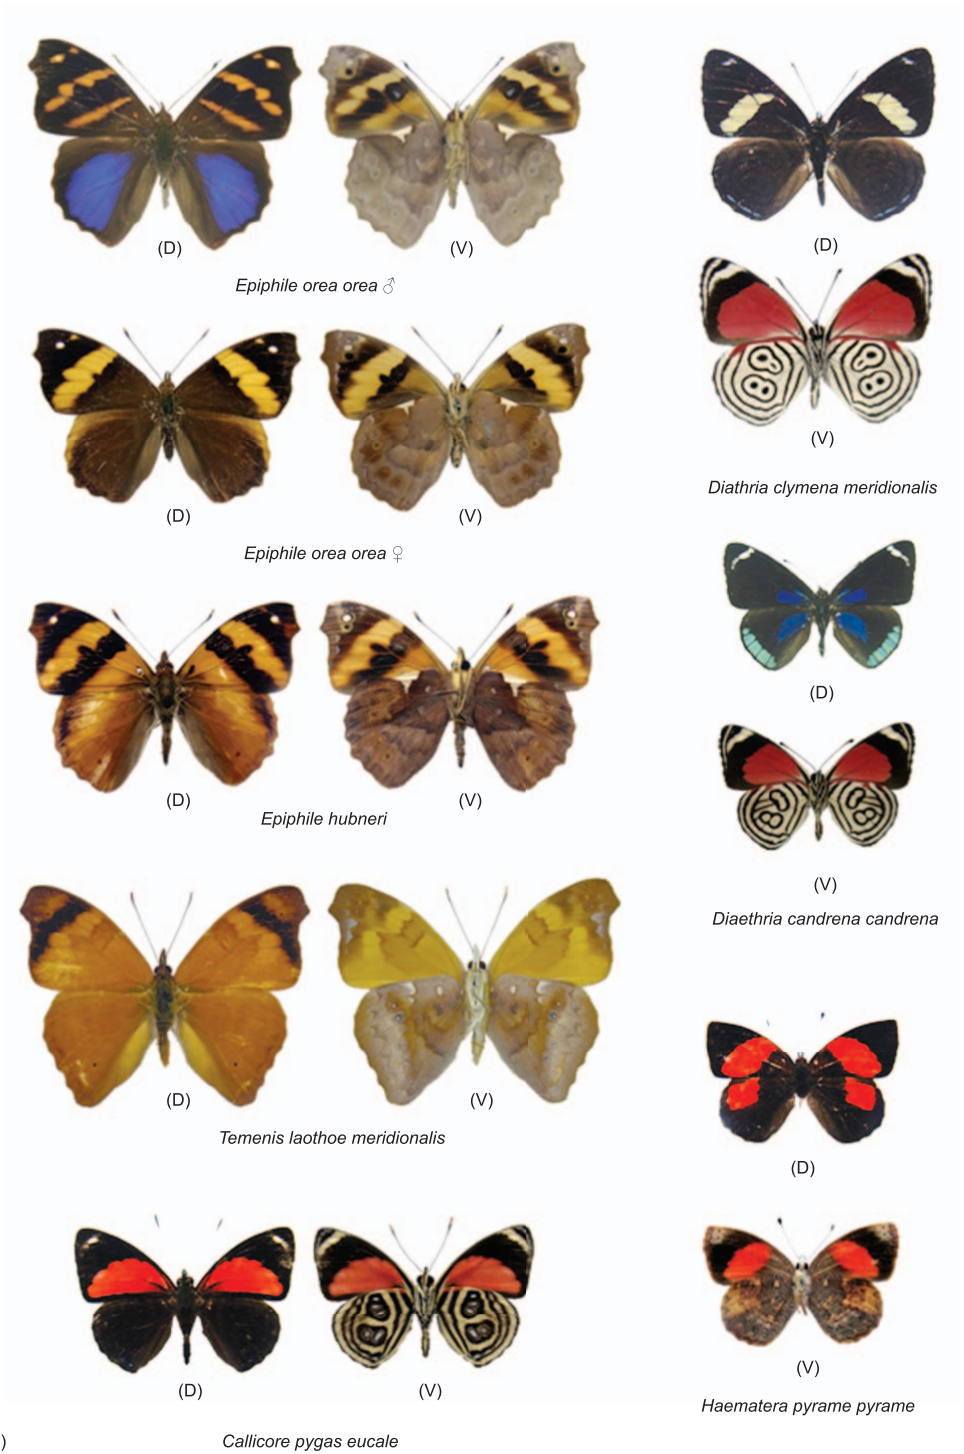 (D)
(V)
Epiphile orea orea ♂
(D)
(V)
Epiphile orea orea ♀
(D)
(V)
Epiphile hubneri
(D)
(V)
Temenis laothoe meridionalis
(D)
(V)
Callicore pygas eucale
)
(D)
(V)
Diathria clymena meridionalis
(D)
(V)
Diaethria candrena candrena
(D)
(V)
Haematera pyrame pyrame